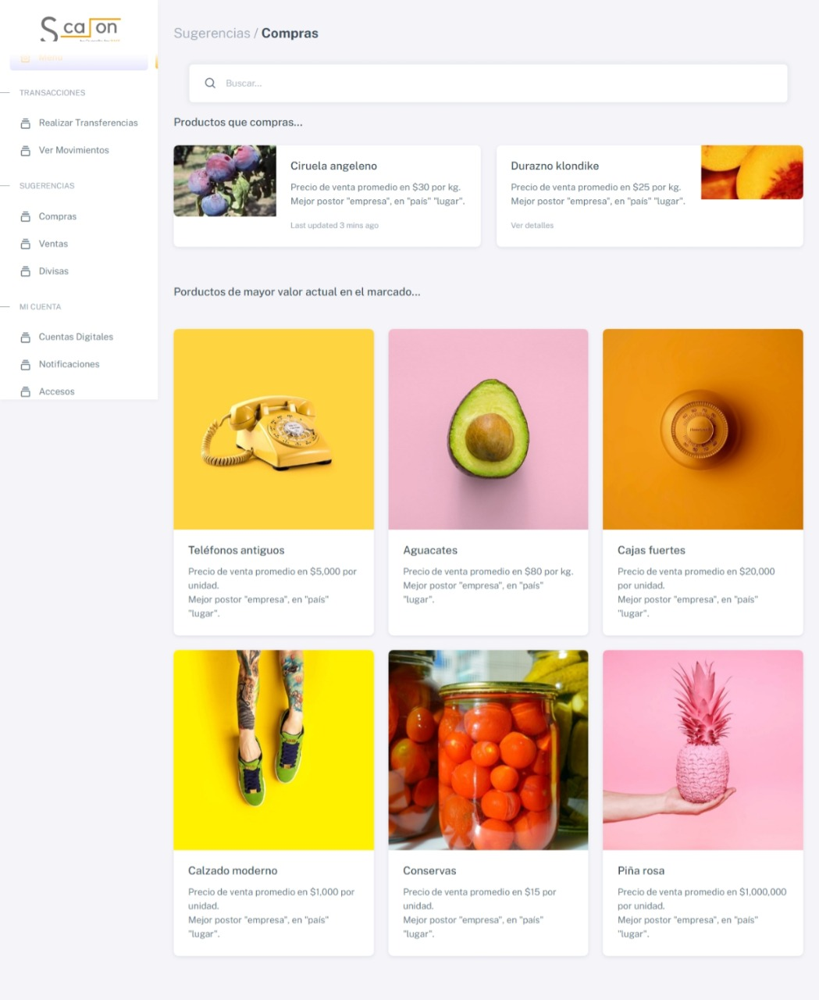 Scajon
Menú
TRANSACCIONES
Realizar Transferencias
Ver Movimientos
SUGERENCIAS
Compras
Ventas
Divisas
MI CUENTA
Cuentas Digitales
Notificaciones
Accesos
Sugerencias / Compras
Buscar...
Productos que compras...
Ciruela angeleno
Precio de venta promedio en $30 por kg.
Mejor postor "empresa", en "país" "lugar".
Last updated 3 mins ago
Durazno klondike
Precio de venta promedio en $25 por kg.
Mejor postor "empresa", en "país" "lugar".
Ver detalles
Porductos de mayor valor actual en el marcado...
Teléfonos antiguos
Precio de venta promedio en $5,000 por
unidad.
Mejor postor "empresa", en "país"
"lugar".
Aguacates
Precio de venta promedio en $80 por kg.
Mejor postor "empresa", en "país"
"lugar".
Cajas fuertes
Precio de venta promedio en $20,000
por unidad.
Mejor postor "empresa", en "país"
"lugar".
Calzado moderno
Precio de venta promedio en $1,000 por
unidad.
Mejor postor "empresa", en "país"
"lugar".
Conservas
Precio de venta promedio en $15 por
unidad.
Mejor postor "empresa", en "país"
"lugar".
Piña rosa
Precio de venta promedio en $1,000,000
por unidad.
Mejor postor "empresa", en "país"
"lugar".